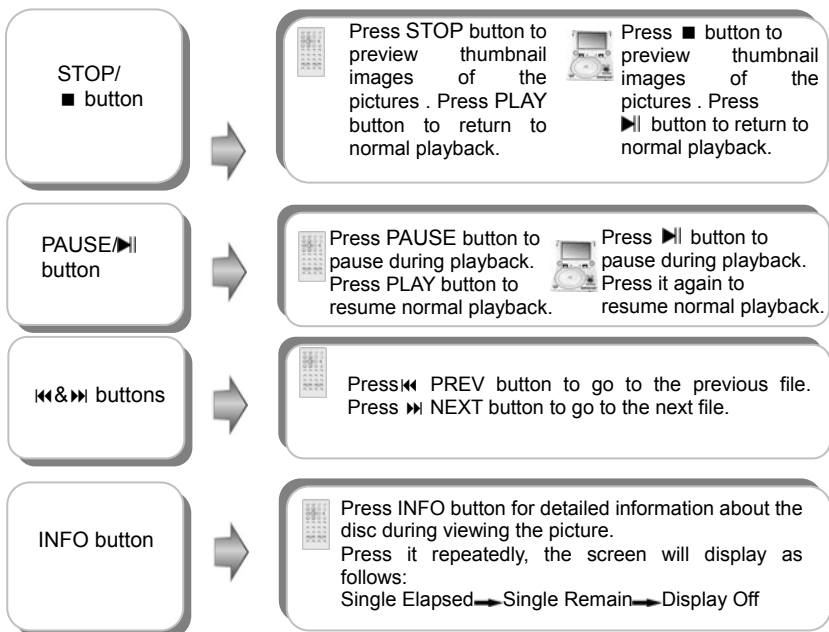 STOP/
■ button
Press STOP button to
preview thumbnail
images of the
pictures . Press PLAY
button to return to
normal playback.
Press ■ button to
preview thumbnail
images of the
pictures . Press
▶|| button to return to
normal playback.
PAUSE/▶||
button
Press PAUSE button to
pause during playback.
Press PLAY button to
resume normal playback.
Press ▶|| button to
pause during playback.
Press it again to
resume normal playback.
⏮&⏭ buttons
Press⏮ PREV button to go to the previous file.
Press ⏭ NEXT button to go to the next file.
INFO button
Press INFO button for detailed information about the
disc during viewing the picture.
Press it repeatedly, the screen will display as
follows:
Single Elapsed→Single Remain→Display Off